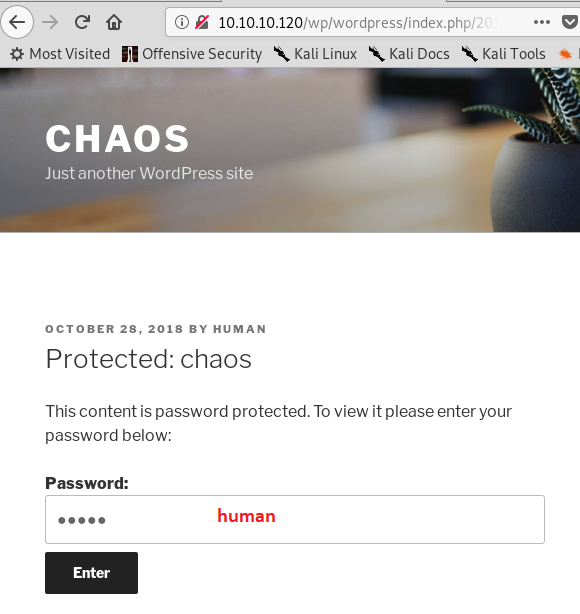 10.10.10.120/wp/wordpress/index.php/20
Most Visited Offensive Security Kali Linux Kali Docs Kali Tools
CHAOS
Just another WordPress site
OCTOBER 28, 2018 BY HUMAN
Protected: chaos
This content is password protected. To view it please enter your
password below:
Password:
●●●●● human
Enter